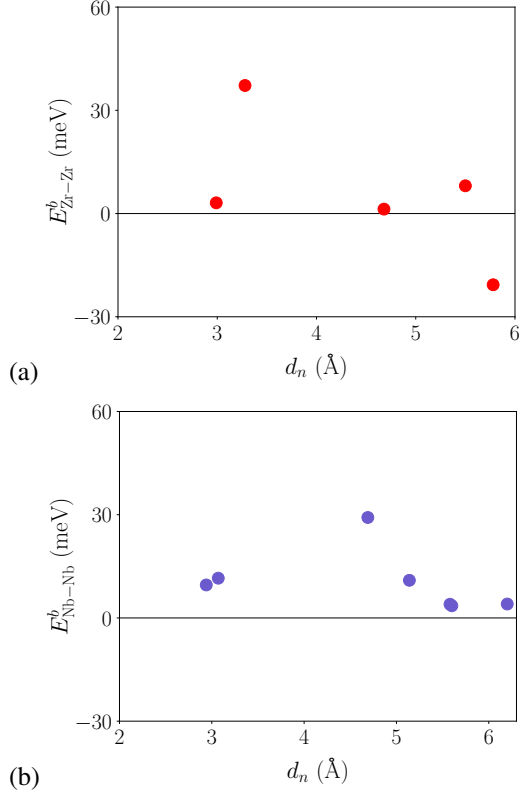 60
30
0
−30
E^b_{Zr−Zr} (meV)
2 3 4 5 6
d_n (Å)
(a)
60
30
0
−30
E^b_{Nb−Nb} (meV)
2 3 4 5 6
d_n (Å)
(b)